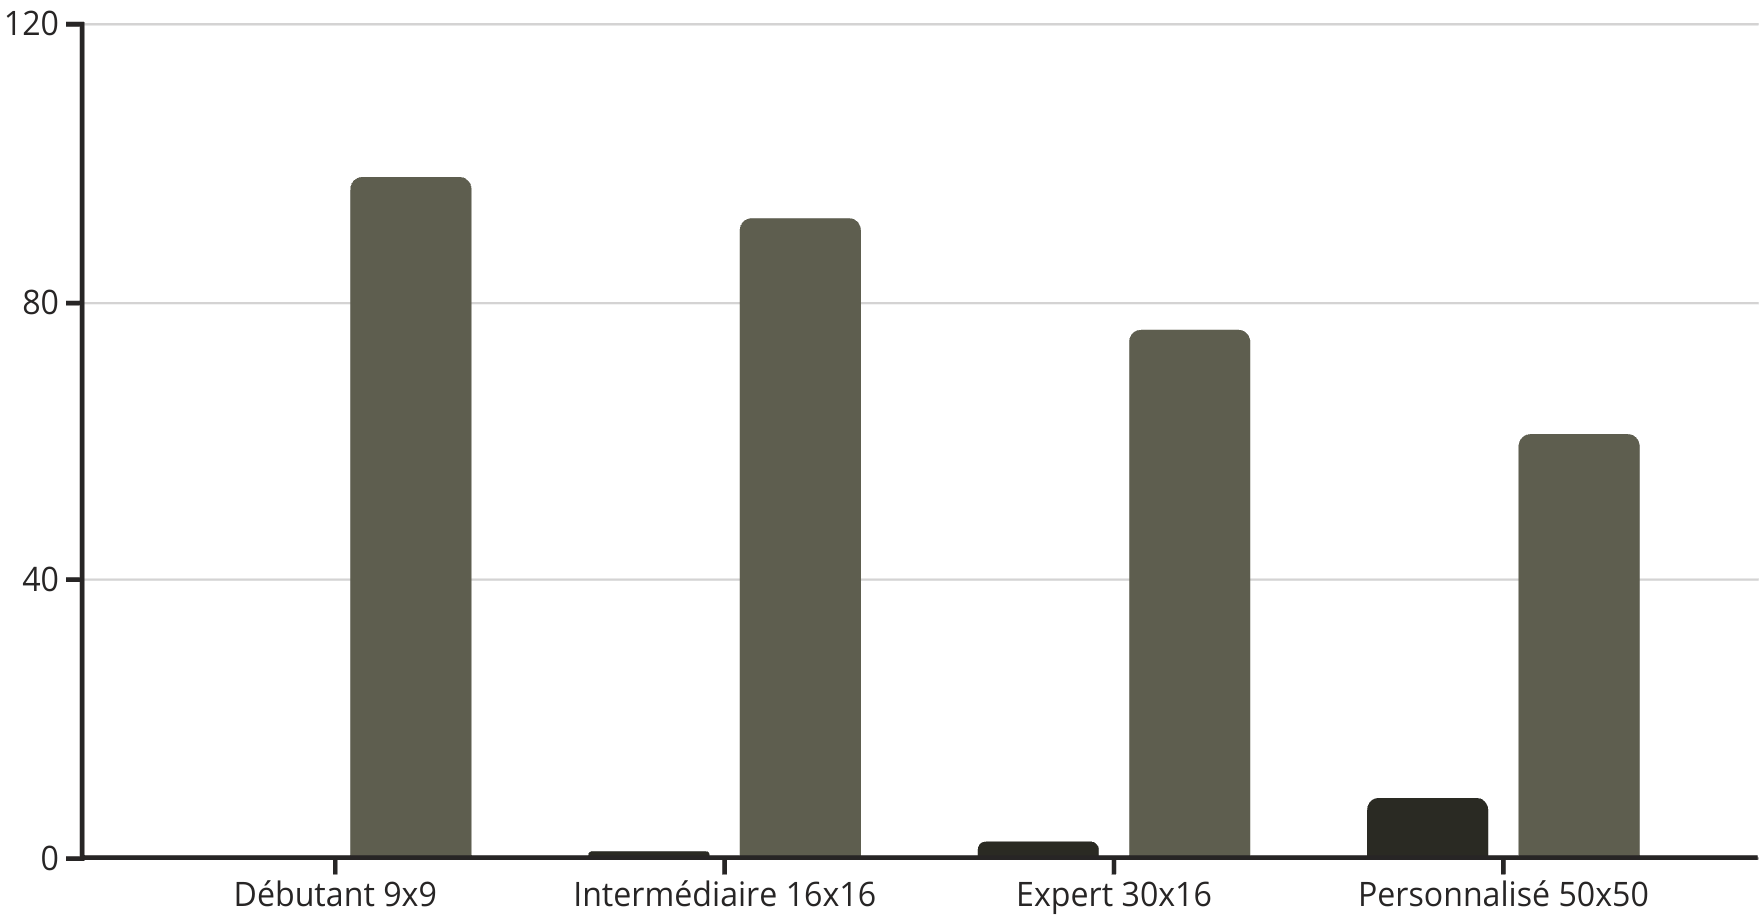 120
80
40
0
Débutant 9x9
Intermédiaire 16x16
Expert 30x16
Personnalisé 50x50